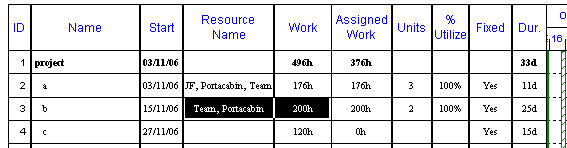 ID Name Start Resource Name Work Assigned Work Units % Utilize Fixed Dur. O
16
1 project 03/11/06 496h 376h 33d
2 a 03/11/06 JF, Portacabin, Team 176h 176h 3 100% Yes 11d
3 b 15/11/06 Team, Portacabin 200h 200h 2 100% Yes 25d
4 c 27/11/06 120h 0h Yes 15d